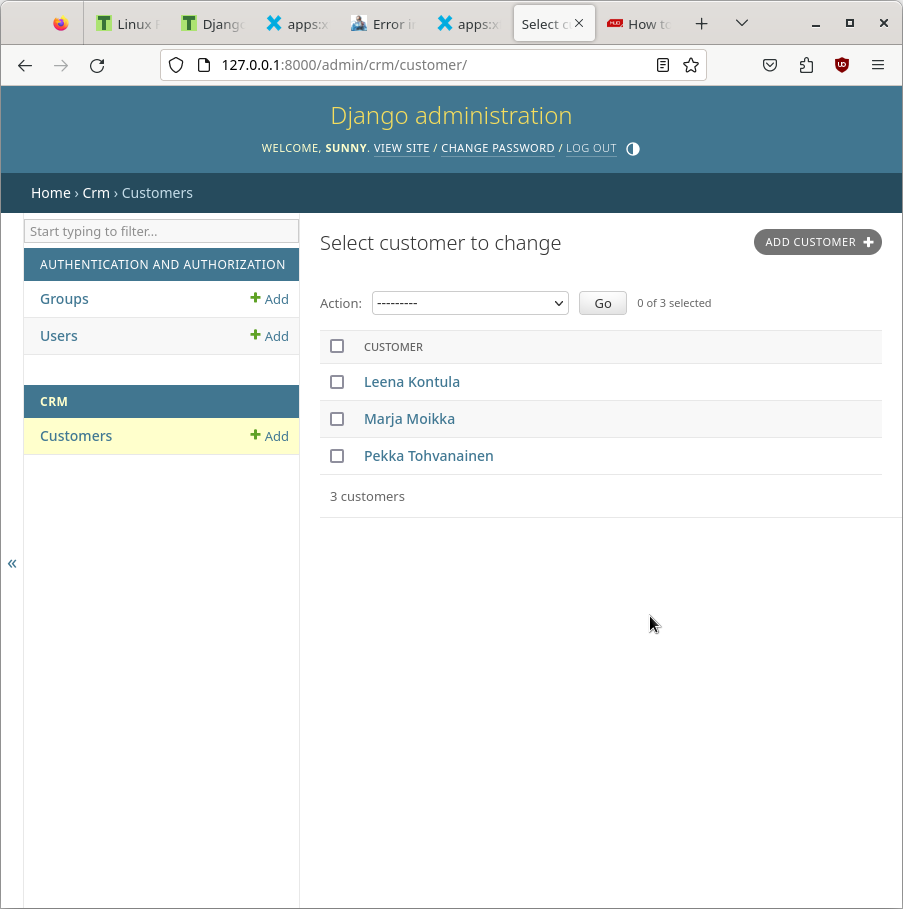 Linux
Django
apps:x
Error in
apps:x
Select c
How to
127.0.0.1:8000/admin/crm/customer/
Django administration
WELCOME, SUNNY. VIEW SITE / CHANGE PASSWORD / LOG OUT
Home › Crm › Customers
Start typing to filter...
AUTHENTICATION AND AUTHORIZATION
Groups + Add
Users + Add
CRM
Customers + Add
«
Select customer to change
ADD CUSTOMER +
Action: --------- Go 0 of 3 selected
CUSTOMER
Leena Kontula
Marja Moikka
Pekka Tohvanainen
3 customers